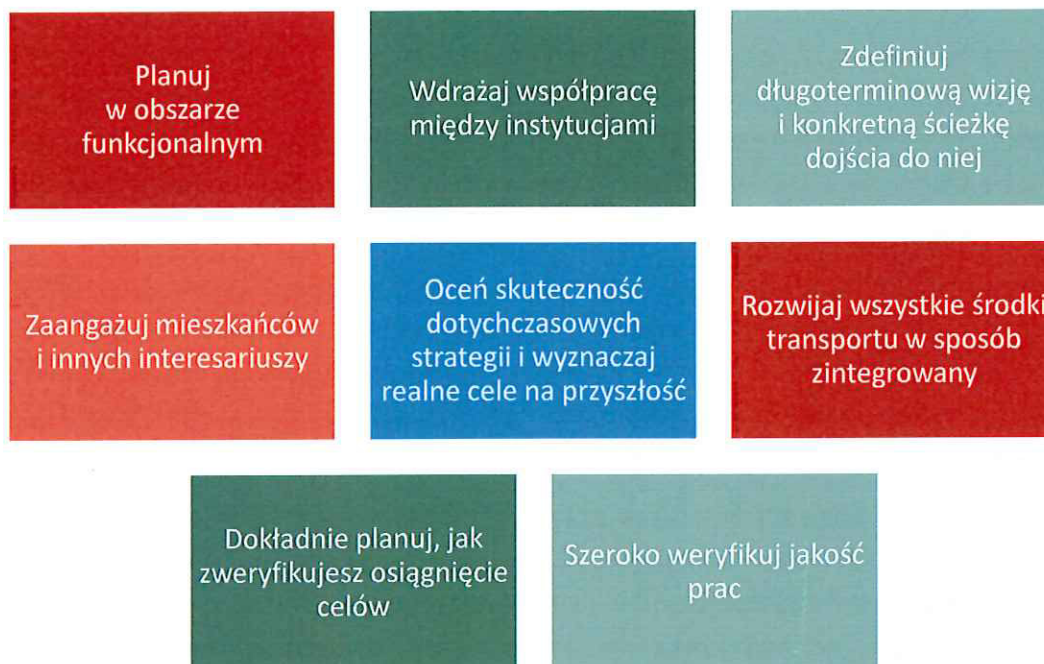 Planuj
w obszarze
funkcjonalnym
Wdrażaj współpracę
między instytucjami
Zdefiniuj
długoterminową wizję
i konkretną ścieżkę
dojścia do niej
Zaangażuj mieszkańców
i innych interesariuszy
Oceń skuteczność
dotychczasowych
strategii i wyznaczaj
realne cele na przyszłość
Rozwijaj wszystkie środki
transportu w sposób
zintegrowany
Dokładnie planuj, jak
zweryfikujesz osiągnięcie
celów
Szeroko weryfikuj jakość
prac